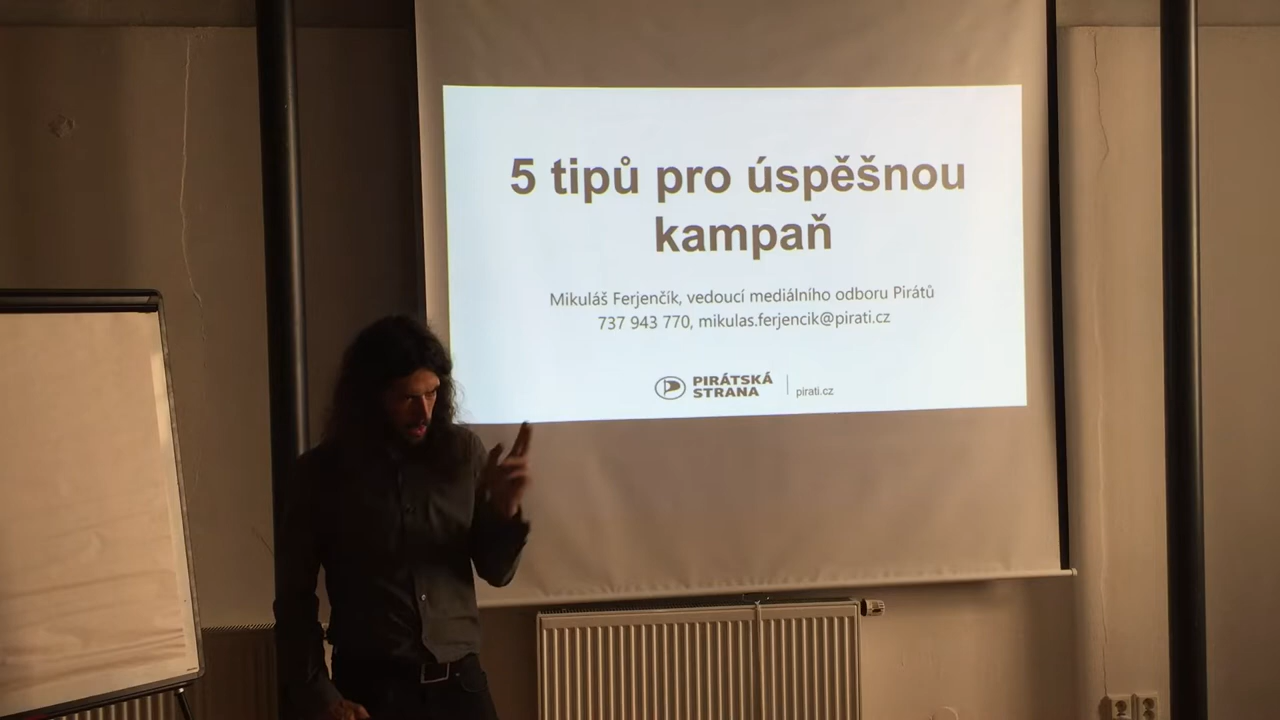 5 tipů pro úspěšnou
kampaň
Mikuláš Ferjenčík, vedoucí mediálního odboru Pirátů
737 943 770, mikulas.ferjencik@pirati.cz
PIRÁTSKÁ
STRANA
pirati.cz